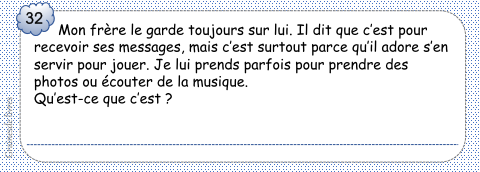 32
Mon frère le garde toujours sur lui. Il dit que c'est pour
recevoir ses messages, mais c'est surtout parce qu'il adore s'en
servir pour jouer. Je lui prends parfois pour prendre des
photos ou écouter de la musique.
Qu'est-ce que c'est ?